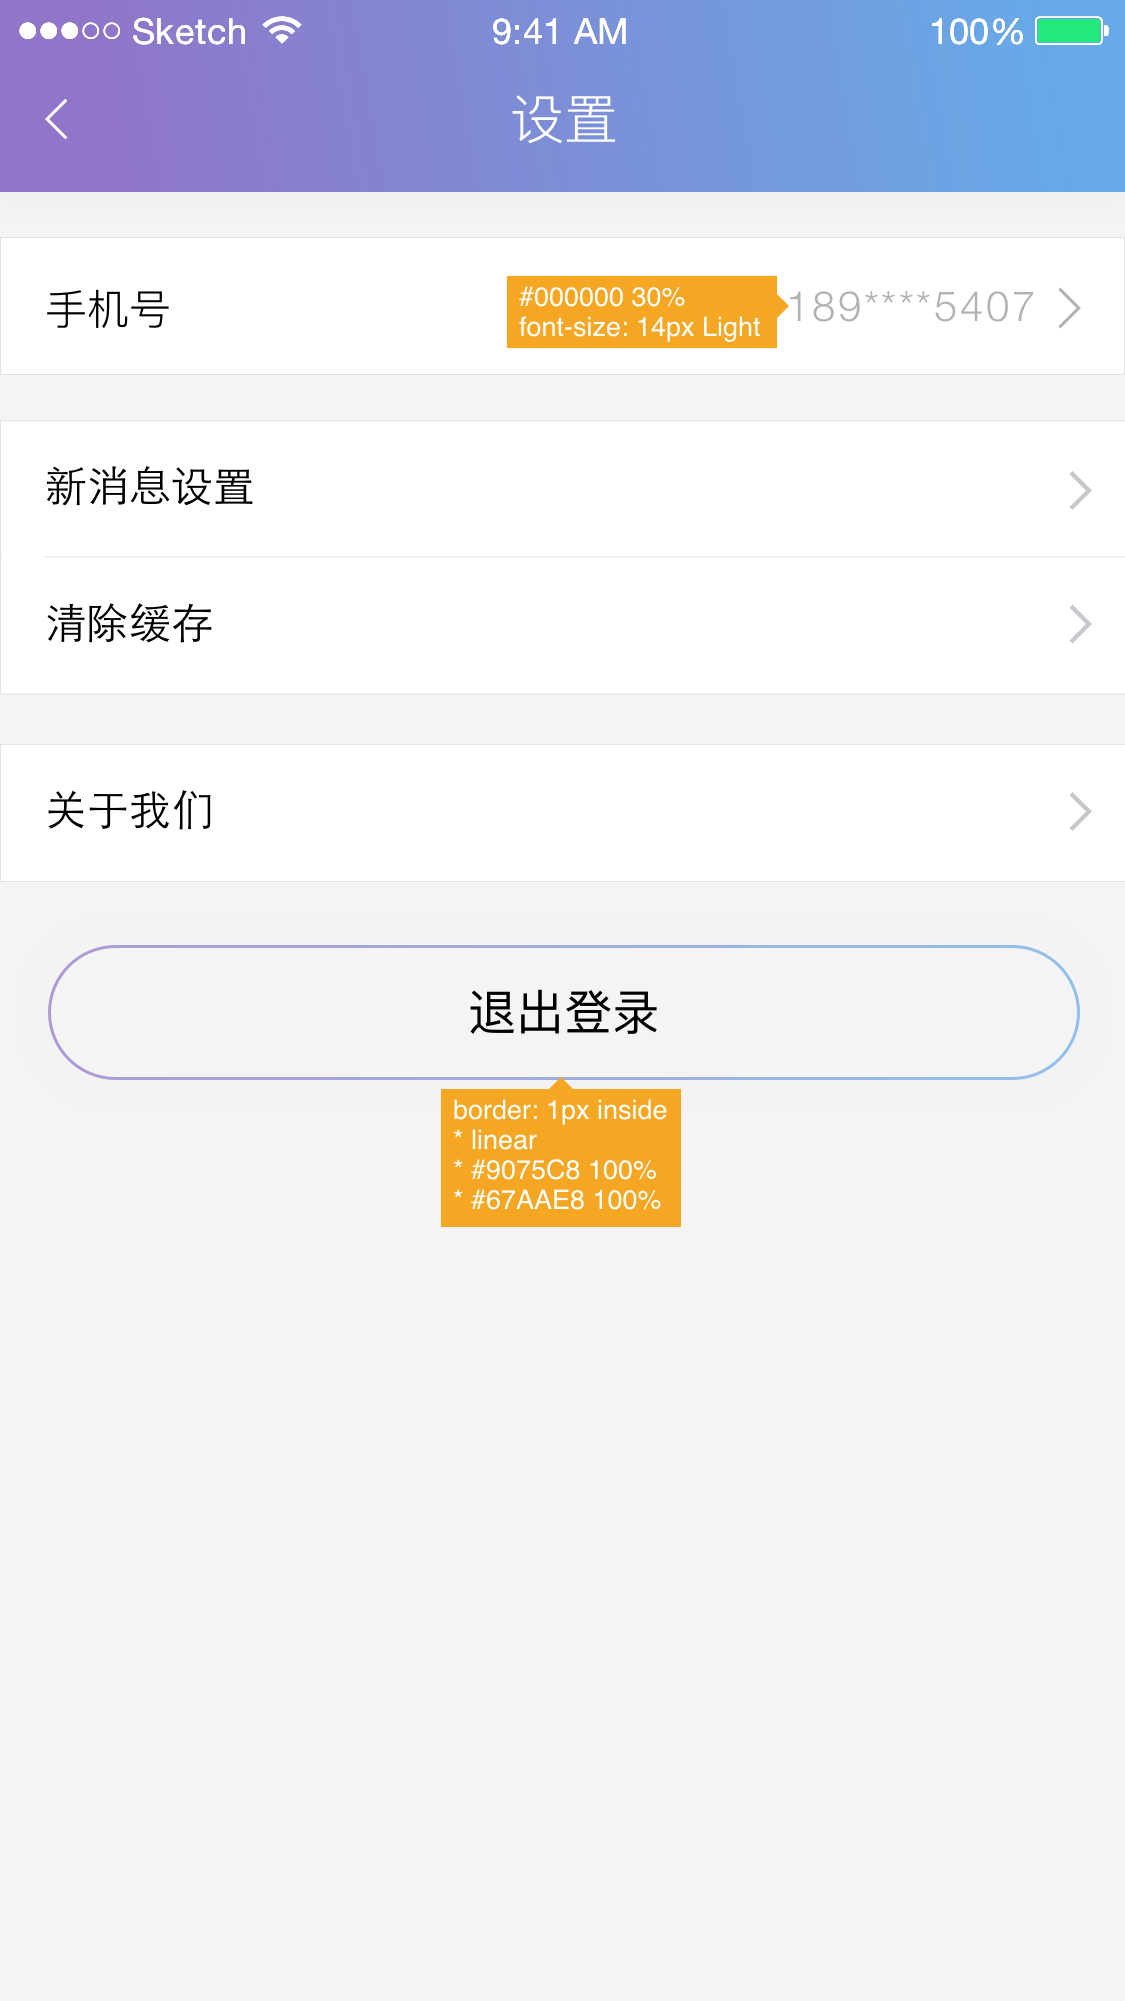 Sketch 9:41 AM 100%
设置
手机号
#000000 30%
font-size: 14px Light
189****5407
新消息设置
清除缓存
关于我们
退出登录
border: 1px inside
* linear
* #9075C8 100%
* #67AAE8 100%